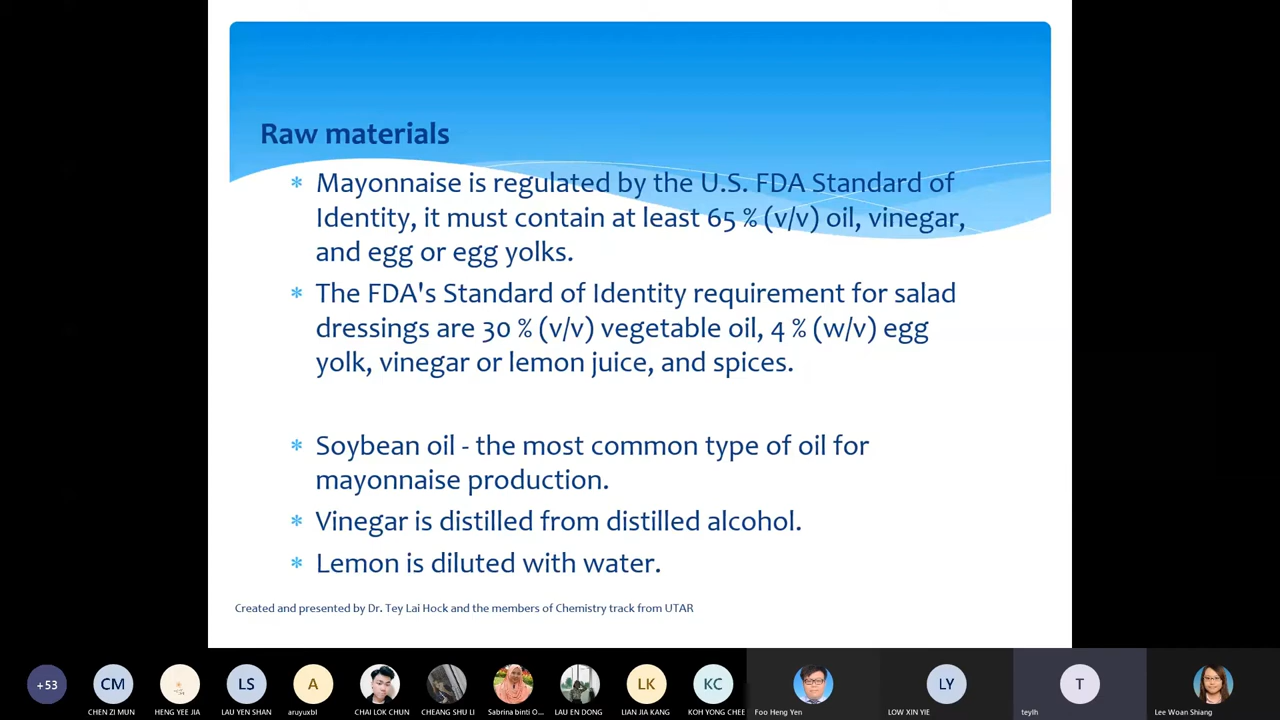 Raw materials
* Mayonnaise is regulated by the U.S. FDA Standard of
Identity, it must contain at least 65 % (v/v) oil, vinegar,
and egg or egg yolks.
* The FDA's Standard of Identity requirement for salad
dressings are 30 % (v/v) vegetable oil, 4 % (w/v) egg
yolk, vinegar or lemon juice, and spices.
* Soybean oil - the most common type of oil for
mayonnaise production.
* Vinegar is distilled from distilled alcohol.
* Lemon is diluted with water.
Created and presented by Dr. Tey Lai Hock and the members of Chemistry track from UTAR
+53 CM LS A LK KC LY T
CHEN ZI MUN HENG YEE JIA LAU YEN SHAN aruyuxbl CHAI LOK CHUN CHEANG SHU LI Sabrina binti O... LAU EN DONG LIAN JIA KANG KOH YONG CHEE Foo Heng Yen LOW XIN YIE teylh Lee Woan Shiang